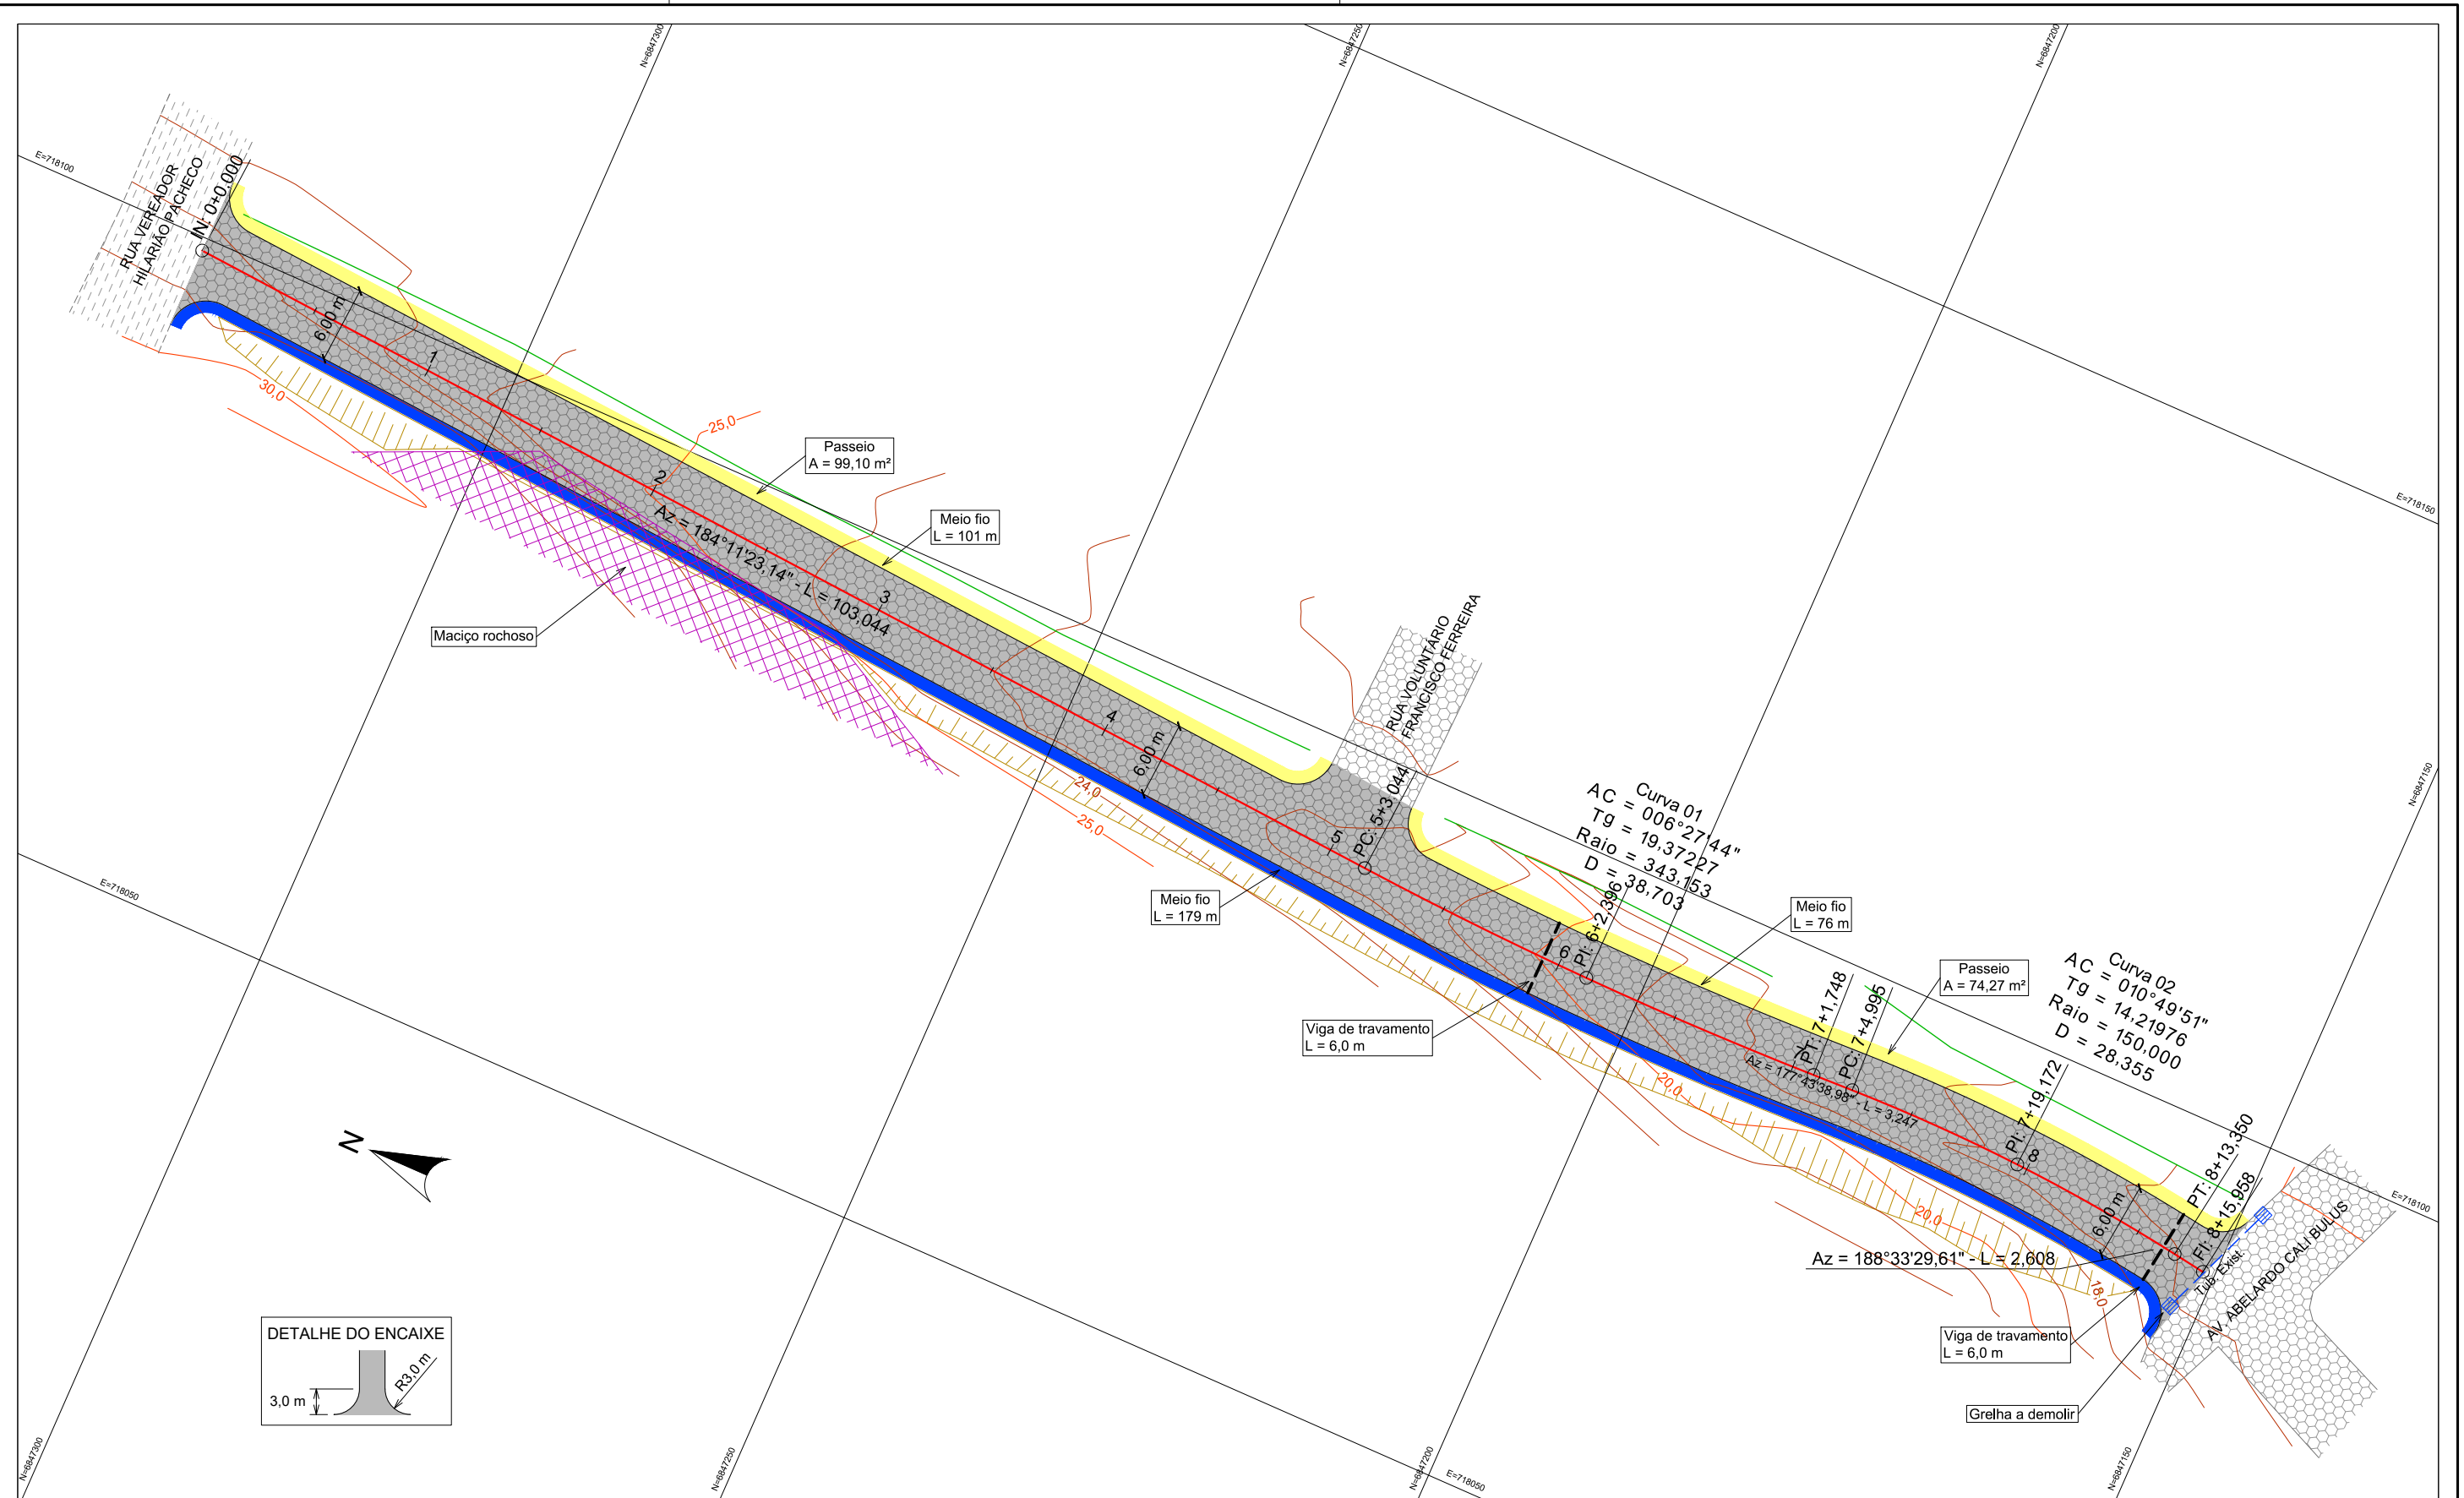 N=6847300
N=6847250
N=6847200
E=718100
RUA VEREADOR
HILARIÃO PACHECO
IN: 0+0,000
6,00 m
1
30,0
25,0
2
Passeio
A = 99,10 m²
Meio fio
L = 101 m
Az = 184°11'23,14" - L = 103,044
3
Maciço rochoso
E=718150
RUA VOLUNTÁRIO
FRANCISCO FERREIRA
4
6,00 m
24,0
25,0
5
PC: 5+3,044
N=6847150
Curva 01
AC = 006°27'44"
Tg = 19,37227
Raio = 343,153
D = 38,703
E=718050
Meio fio
L = 179 m
Meio fio
L = 76 m
6
PI: 6+2,396
Viga de travamento
L = 6,0 m
Passeio
A = 74,27 m²
Curva 02
AC = 010°49'51"
Tg = 14,21976
Raio = 150,000
D = 28,355
7
PT: 7+1,748
PC: 7+4,995
Az = 177°43'38,98" - L = 3,247
20,0
PI: 7+19,172
8
N
PT: 8+13,350
FI: 8+15,958
E=718100
6,00 m
20,0
Az = 188°33'29,61" - L = 2,608
Tub. Exist.
AV. ABELARDO CALI BULUS
18,0
DETALHE DO ENCAIXE
3,0 m
R3,0 m
Viga de travamento
L = 6,0 m
Grelha a demolir
N=6847300
N=6847250
N=6847200
E=718050
N=6847150